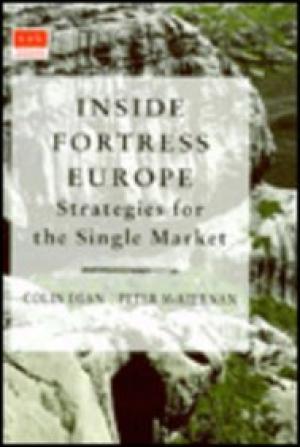 INSIDE
FORTRESS
EUROPE
Strategies for
the Single Market
COLIN EGAN PETER McKIERNAN